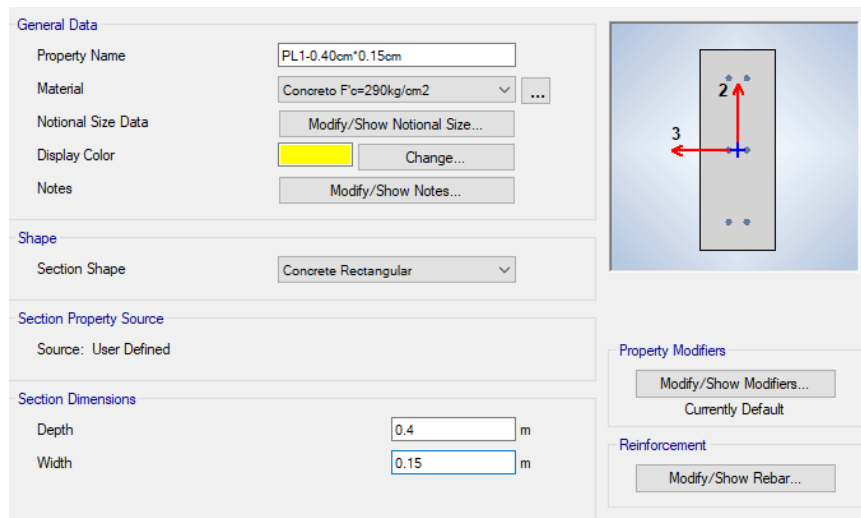 General Data
Property Name PL1-0.40cm*0.15cm
Material Concreto F'c=290kg/cm2 ...
Notional Size Data Modify/Show Notional Size...
Display Color Change...
Notes Modify/Show Notes...
Shape
Section Shape Concrete Rectangular
Section Property Source
Source: User Defined
Section Dimensions
Depth 0.4 m
Width 0.15 m
2
3
Property Modifiers
Modify/Show Modifiers...
Currently Default
Reinforcement
Modify/Show Rebar...